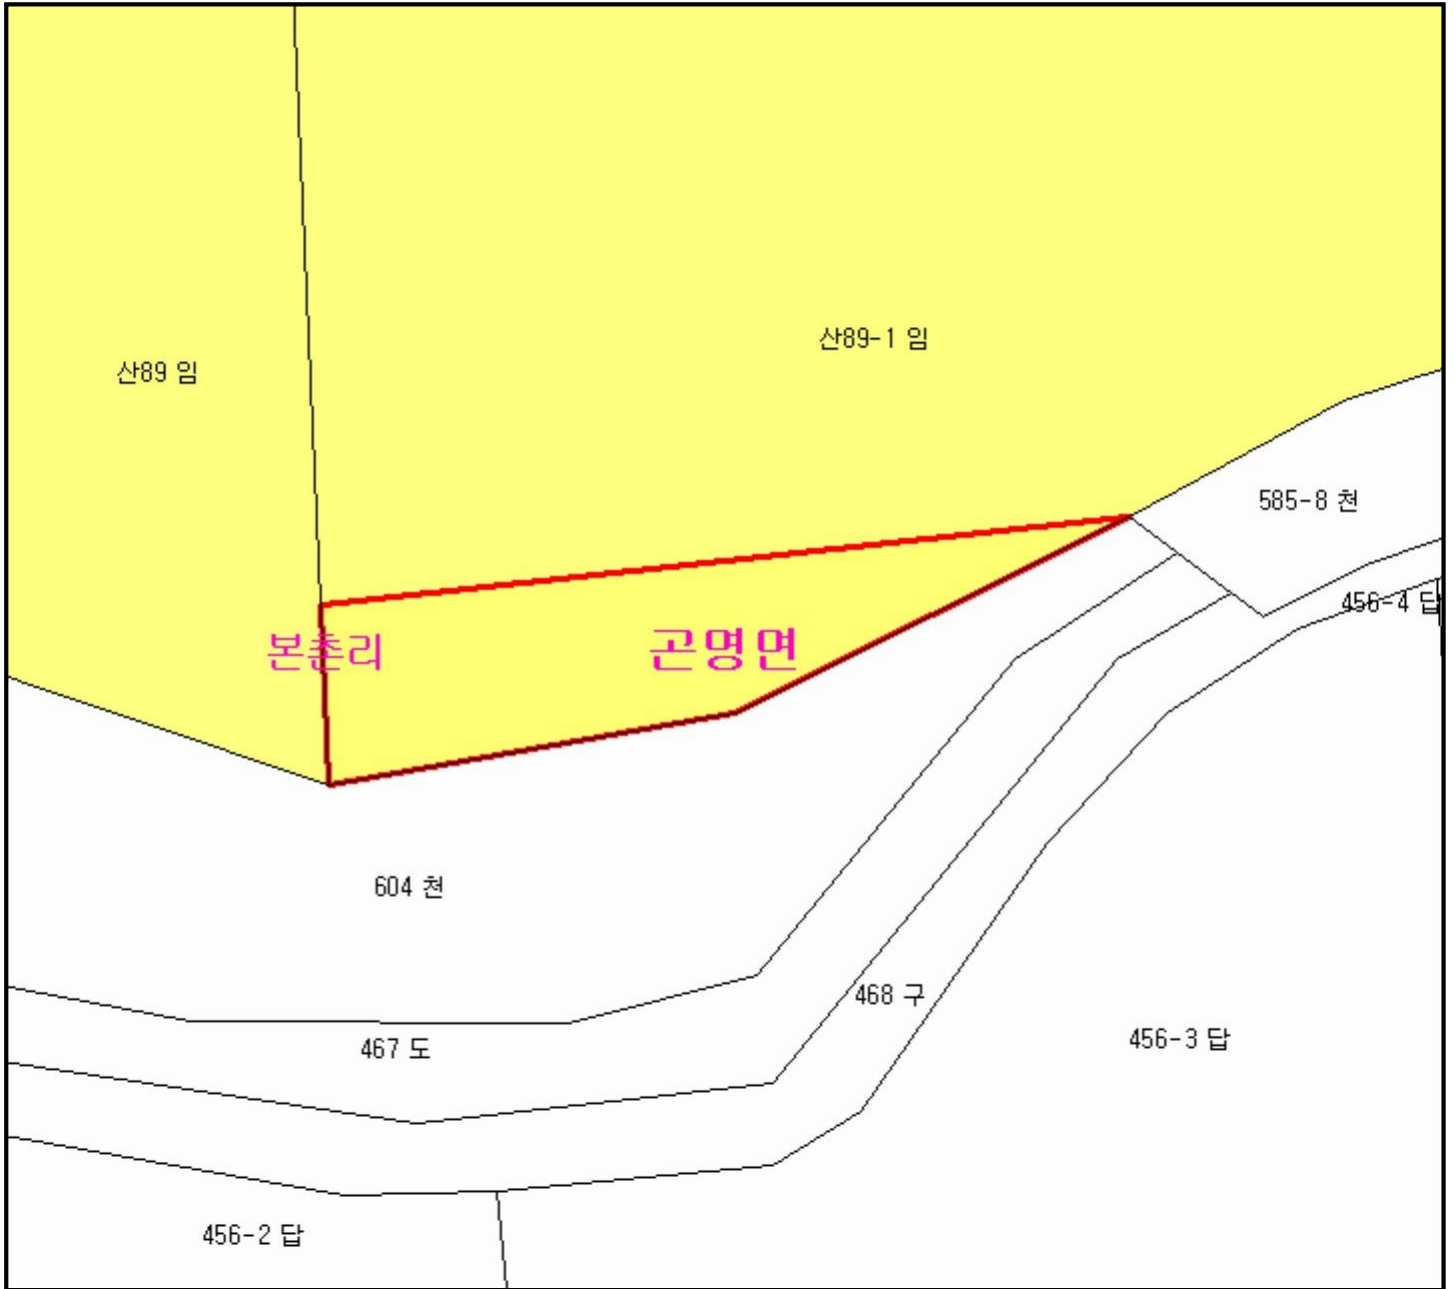 산89-1 임
산89 임
585-8 천
456-4 답
본촌리
곤명면
604 천
468 구
456-3 답
467 도
456-2 답